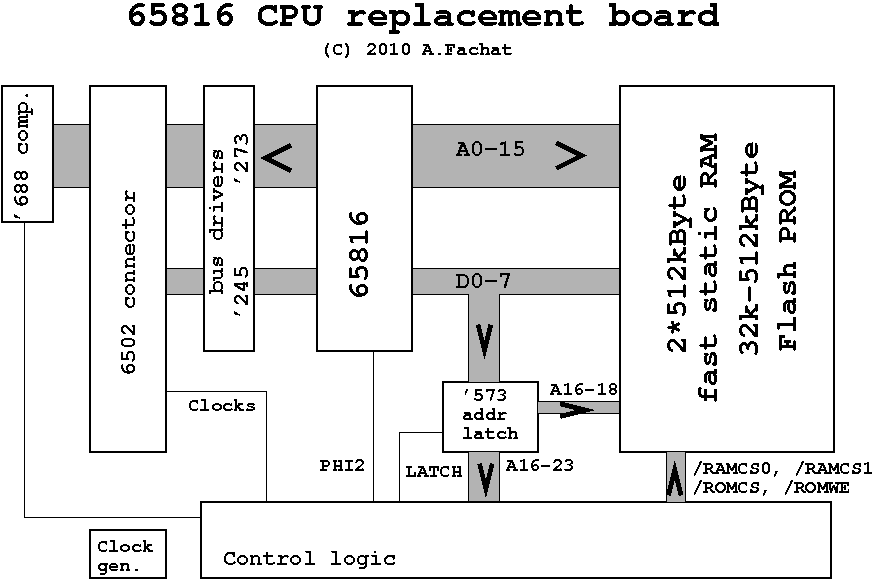 65816 CPU replacement board
(C) 2010 A.Fachat
'688 comp.
6502 connector
bus drivers
'273
'245
65816
A0-15
D0-7
2*512kByte
fast static RAM
32k-512kByte
Flash PROM
'573
addr
latch
A16-18
Clocks
PHI2
LATCH
A16-23
/RAMCS0, /RAMCS1
/ROMCS, /ROMWE
Clock
gen.
Control logic